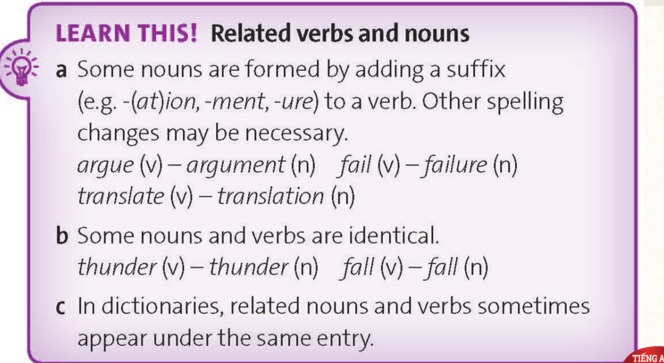 LEARN THIS! Related verbs and nouns
a Some nouns are formed by adding a suffix
(e.g. -(at)ion, -ment, -ure) to a verb. Other spelling
changes may be necessary.
argue (v) – argument (n) fail (v) – failure (n)
translate (v) – translation (n)
b Some nouns and verbs are identical.
thunder (v) – thunder (n) fall (v) – fall (n)
c In dictionaries, related nouns and verbs sometimes
appear under the same entry.
TIẾNG A